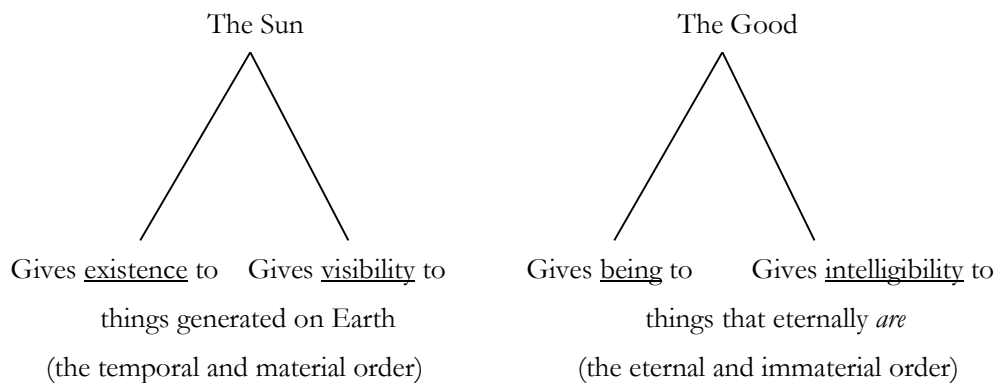 The Sun
Gives existence to Gives visibility to
things generated on Earth
(the temporal and material order)
The Good
Gives being to Gives intelligibility to
things that eternally are
(the eternal and immaterial order)